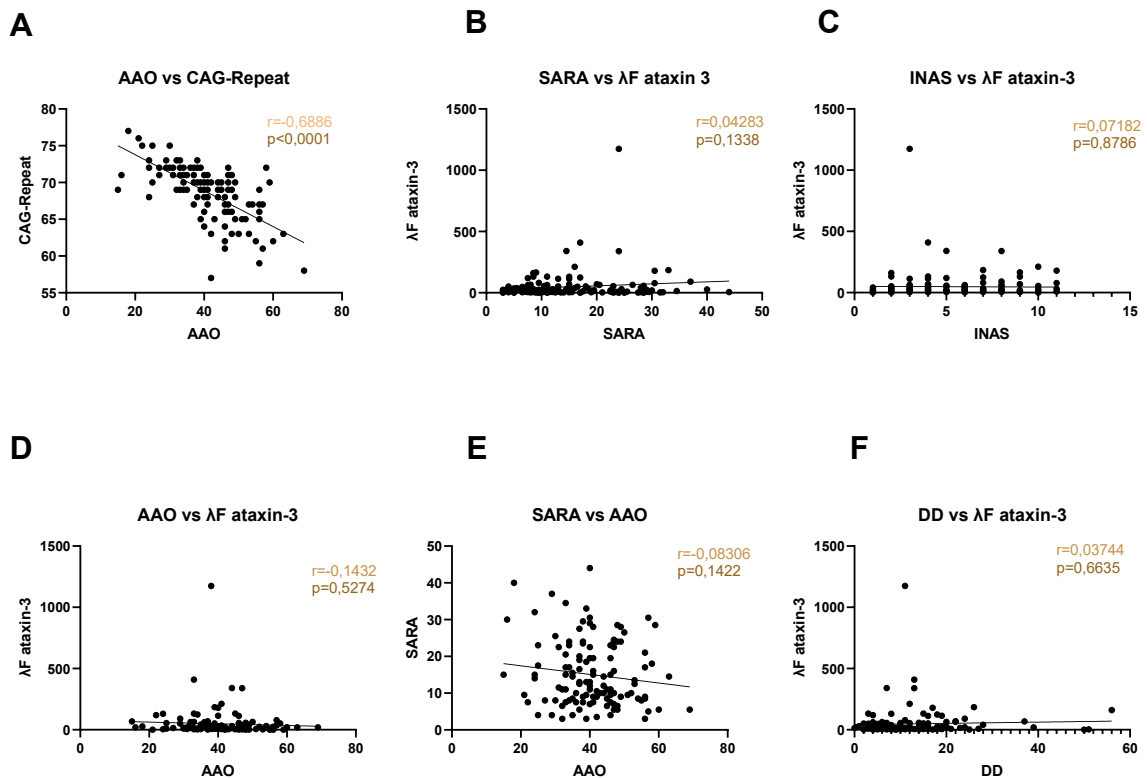 A
AAO vs CAG-Repeat
r=-0,6886
p<0,0001
CAG-Repeat
80
75
70
65
60
55
0 20 40 60 80
AAO
B
SARA vs λF ataxin 3
r=0,04283
p=0,1338
λF ataxin-3
1500
1000
500
0
0 10 20 30 40 50
SARA
C
INAS vs λF ataxin-3
r=0,07182
p=0,8786
λF ataxin-3
1500
1000
500
0
0 5 10 15
INAS
D
AAO vs λF ataxin-3
r=-0,1432
p=0,5274
λF ataxin-3
1500
1000
500
0
0 20 40 60 80
AAO
E
SARA vs AAO
r=-0,08306
p=0,1422
SARA
50
40
30
20
10
0
0 20 40 60 80
AAO
F
DD vs λF ataxin-3
r=0,03744
p=0,6635
λF ataxin-3
1500
1000
500
0
0 20 40 60
DD